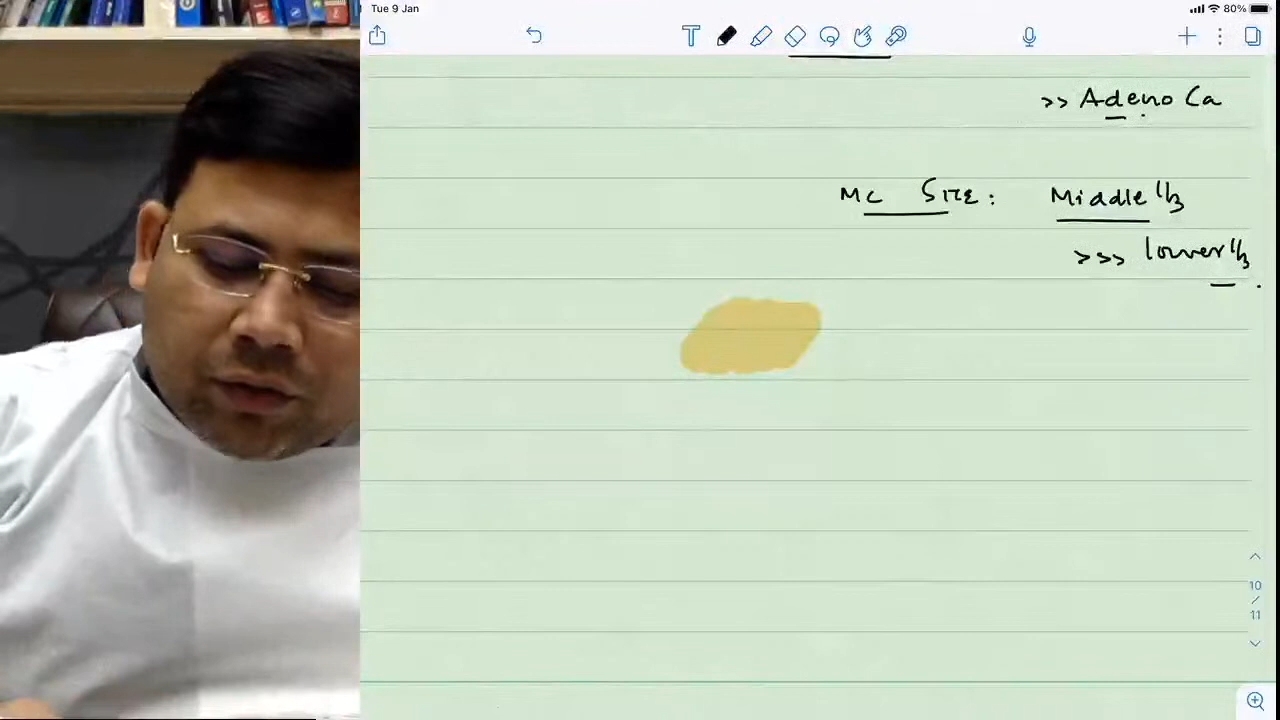 Tue 9 Jan
80%
T
>> Adeno Ca
MC SITE: Middle 1/3
>>> lower 1/3.
10
/
11